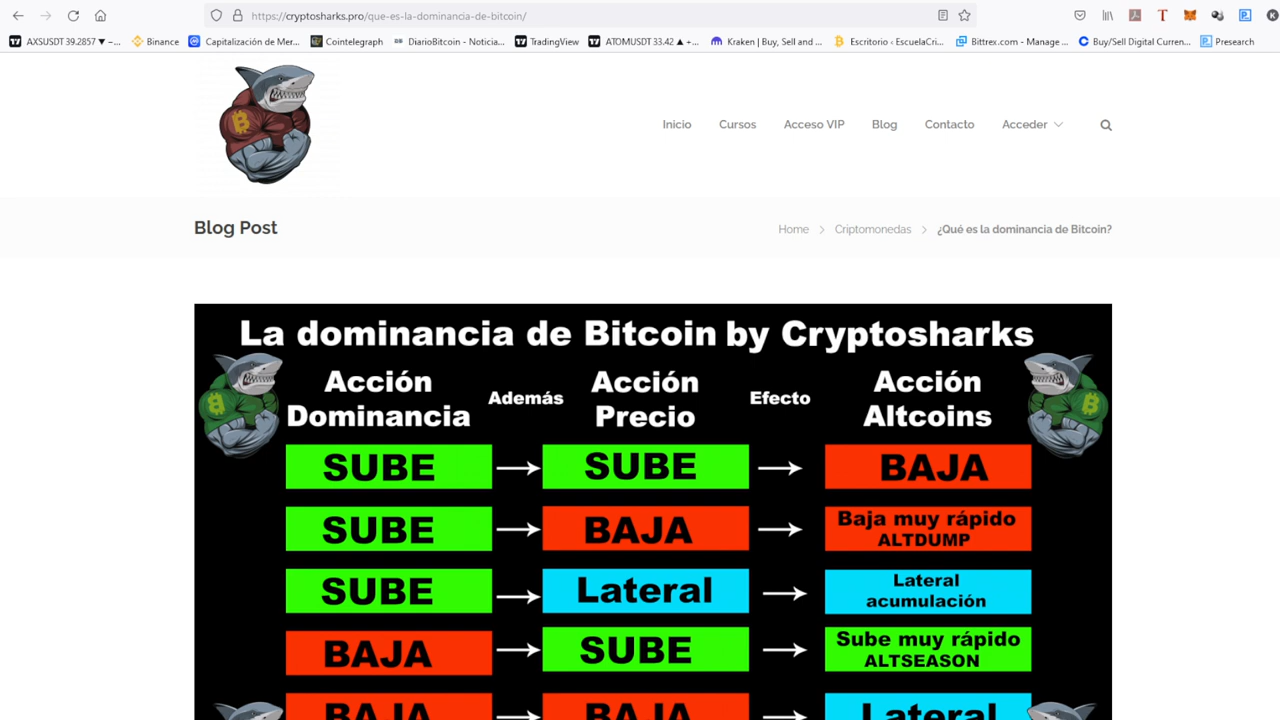 https://cryptosharks.pro/que-es-la-dominancia-de-bitcoin/
AXSUSDT 39.2857 ▼ −...
Binance
Capitalización de Mer...
Cointelegraph
DiarioBitcoin - Noticia...
TradingView
ATOMUSDT 33.42 ▲ +...
Kraken | Buy, Sell and ...
Escritorio ‹ EscuelaCri...
Bittrex.com - Manage ...
Buy/Sell Digital Curren...
Presearch
Inicio
Cursos
Acceso VIP
Blog
Contacto
Acceder
Blog Post
Home > Criptomonedas > ¿Qué es la dominancia de Bitcoin?
La dominancia de Bitcoin by Cryptosharks
Acción
Dominancia
Además
Acción
Precio
Efecto
Acción
Altcoins
SUBE
SUBE
BAJA
SUBE
BAJA
Baja muy rápido
ALTDUMP
SUBE
Lateral
Lateral
acumulación
BAJA
SUBE
Sube muy rápido
ALTSEASON
BAJA
BAJA
Lateral